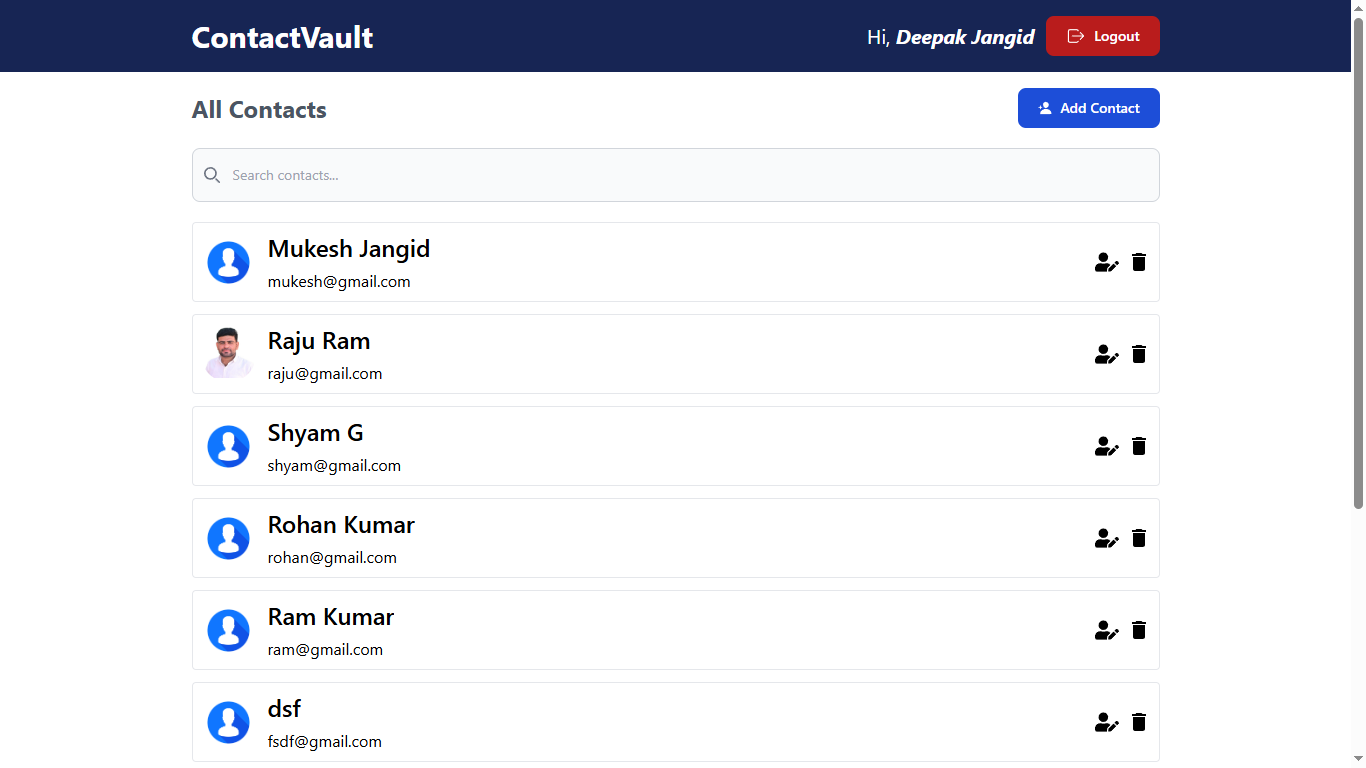 ContactVault
Hi, Deepak Jangid
Logout
All Contacts
Add Contact
Search contacts...
Mukesh Jangid
mukesh@gmail.com
Raju Ram
raju@gmail.com
Shyam G
shyam@gmail.com
Rohan Kumar
rohan@gmail.com
Ram Kumar
ram@gmail.com
dsf
fsdf@gmail.com